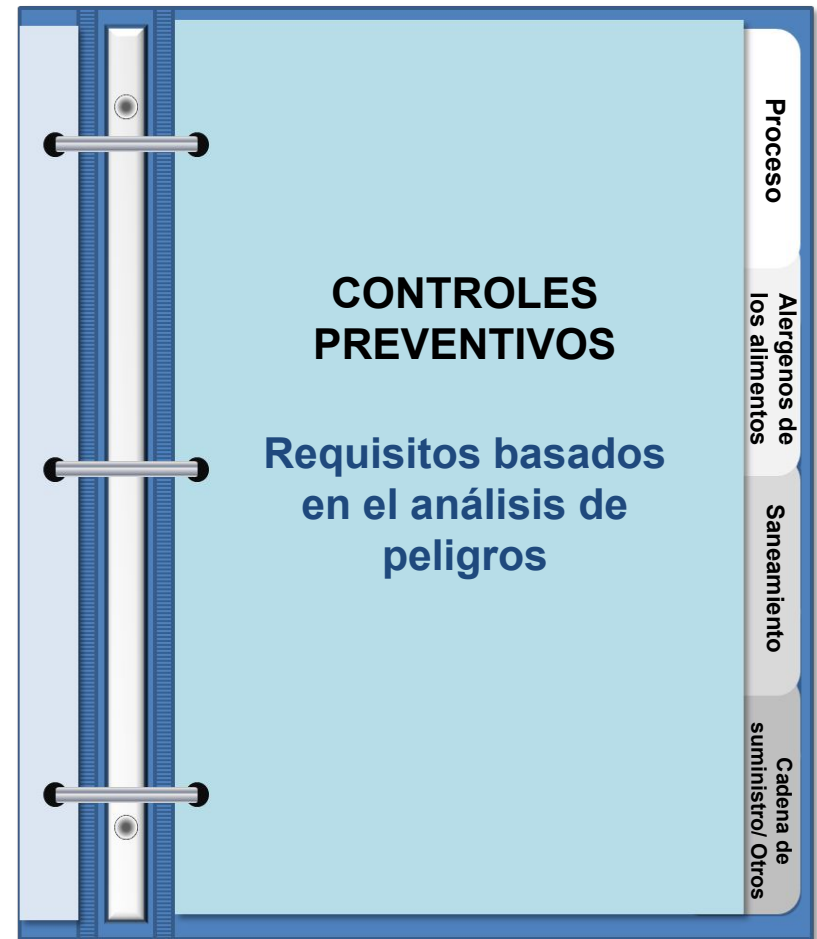 CONTROLES
PREVENTIVOS
Requisitos basados
en el análisis de
peligros
Proceso
Alergenos de
los alimentos
Saneamiento
Cadena de
suministro/ Otros